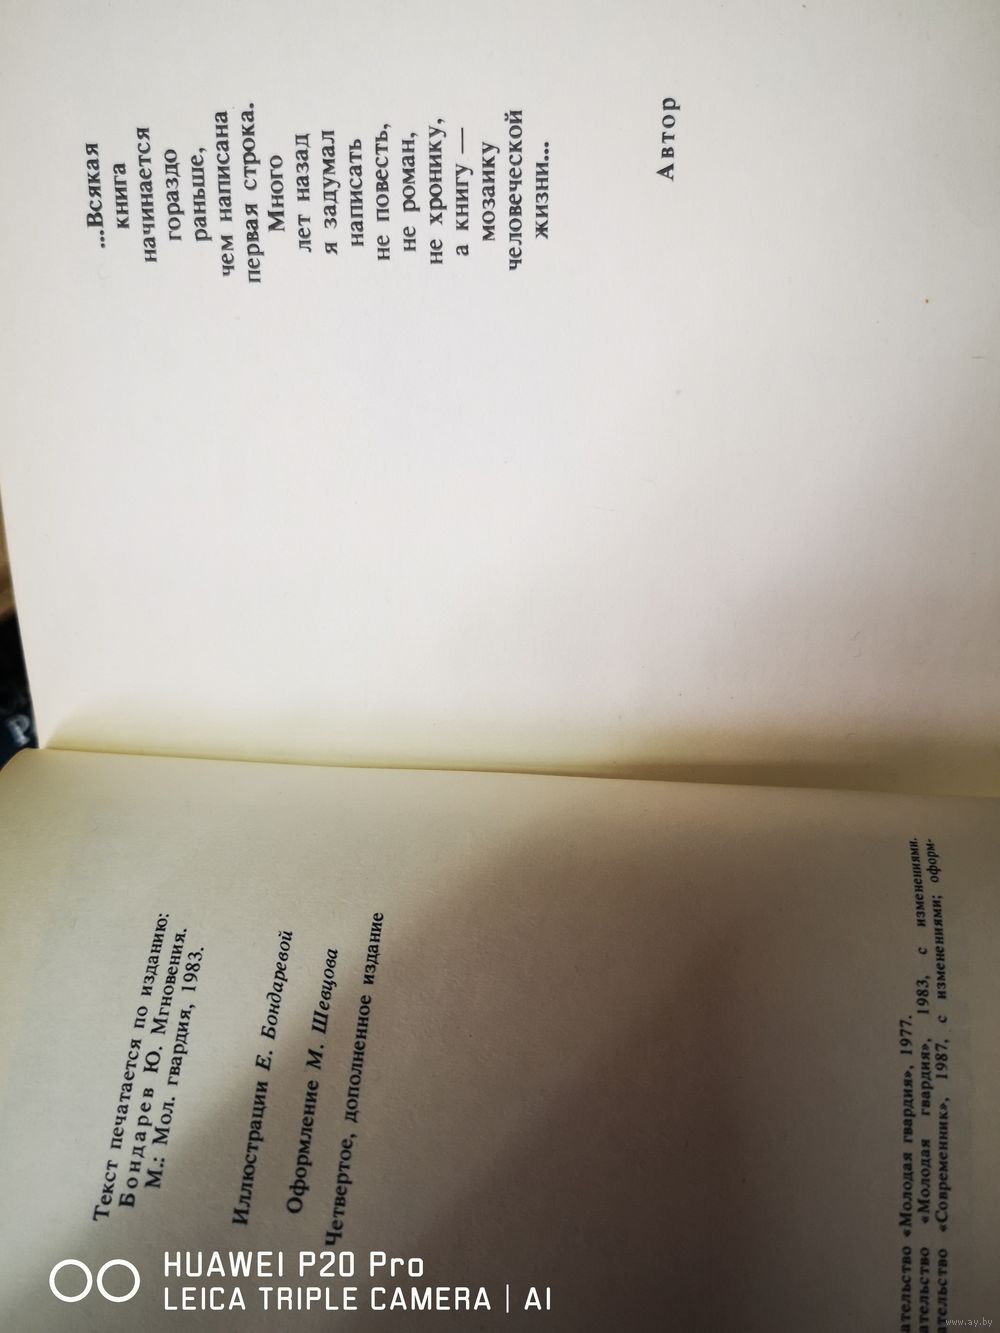 Текст печатается по изданию:
Бондарев Ю. Мгновения.
М.: Мол. гвардия, 1983.
Иллюстрации Е. Бондаревой
Оформление М. Шевцова
Четвертое, дополненное издание
«Молодая гвардия», 1977.
«Молодая гвардия», 1983, с изменениями.
«Современник», 1987, с изменениями; оформ-
...Всякая
книга
начинается
гораздо
раньше,
чем написана
первая строка.
Много
лет назад
я задумал
написать
не повесть,
не роман,
не хронику,
а книгу —
мозаику
человеческой
жизни...
Автор
HUAWEI P20 Pro
LEICA TRIPLE CAMERA | AI
www.ay.by